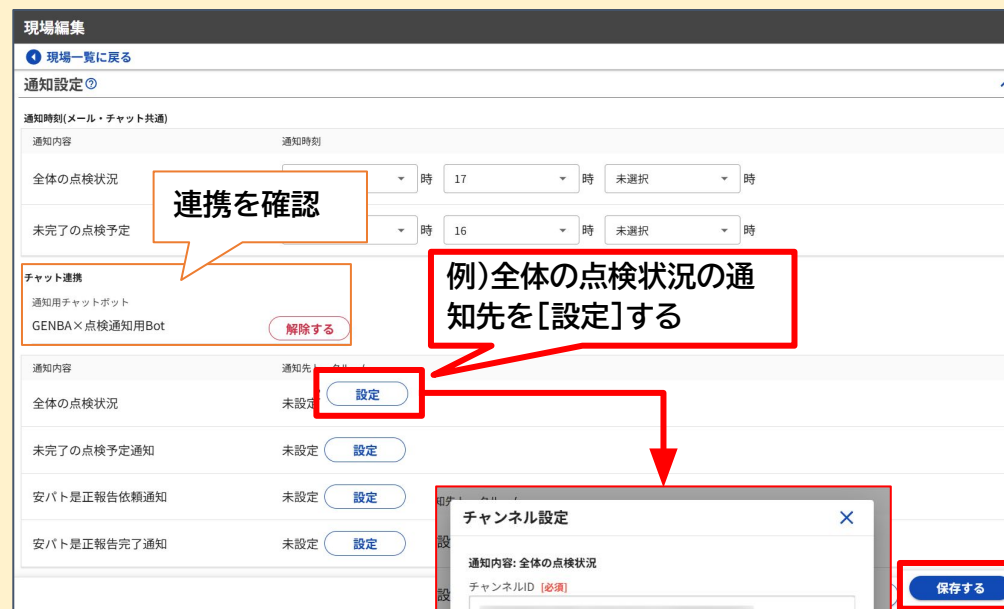 現場編集
現場一覧に戻る
通知設定
通知時刻(メール・チャット共通)
通知内容 通知時刻
全体の点検状況 時 17 時 未選択 時
連携を確認
未完了の点検予定 時 16 時 未選択 時
チャット連携
通知用チャットボット
GENBA×点検通知用Bot 解除する
例)全体の点検状況の通
知先を[設定]する
通知内容 通知先
全体の点検状況 未設定 設定
未完了の点検予定通知 未設定 設定
安パト是正報告依頼通知 未設定 設定
安パト是正報告完了通知 未設定 設定
チャンネル設定
通知内容: 全体の点検状況
チャンネルID [必須]
保存する